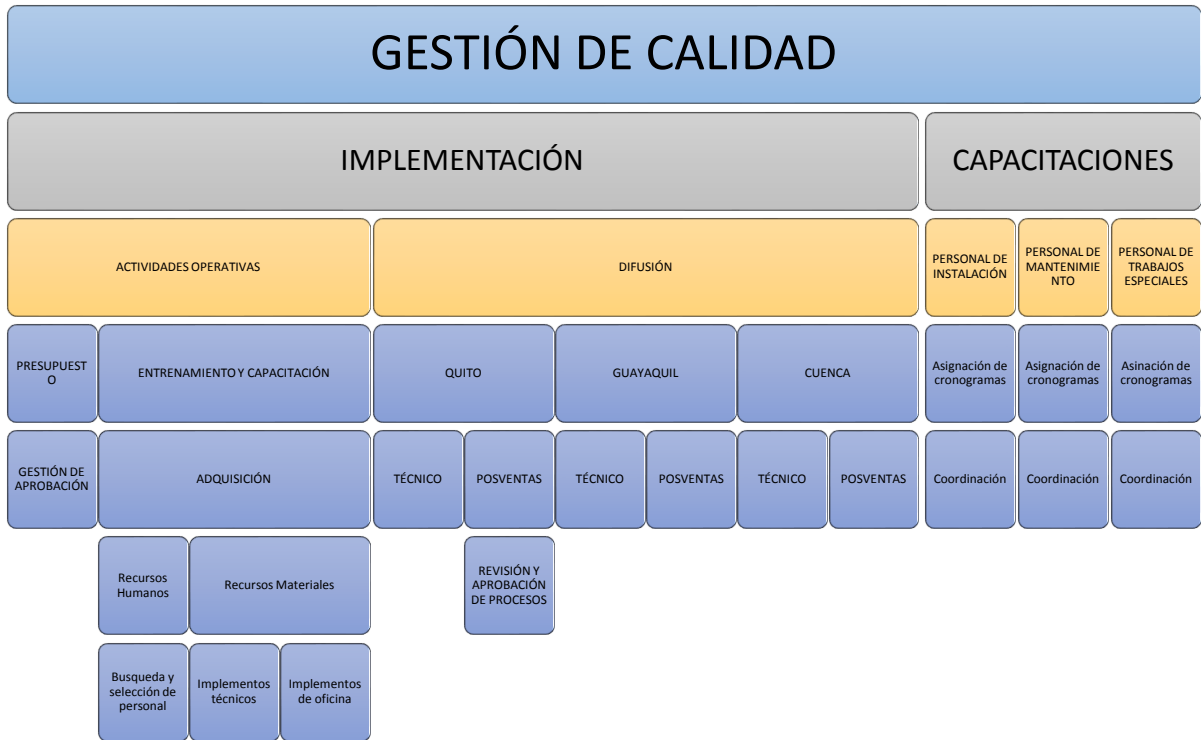 GESTIÓN DE CALIDAD
IMPLEMENTACIÓN
CAPACITACIONES
ACTIVIDADES OPERATIVAS
DIFUSIÓN
PERSONAL DE
INSTALACIÓN
PERSONAL DE
MANTENIMIE
NTO
PERSONAL DE
TRABAJOS
ESPECIALES
PRESUPUEST
O
ENTRENAMIENTO Y CAPACITACIÓN
QUITO
GUAYAQUIL
CUENCA
Asignación de
cronogramas
Asignación de
cronogramas
Asinación de
cronogramas
GESTIÓN DE
APROBACIÓN
ADQUISICIÓN
TÉCNICO
POSVENTAS
TÉCNICO
POSVENTAS
TÉCNICO
POSVENTAS
Coordinación
Coordinación
Coordinación
Recursos
Humanos
Recursos Materiales
REVISIÓN Y
APROBACIÓN
DE PROCESOS
Busqueda y
selección de
personal
Implementos
técnicos
Implementos
de oficina